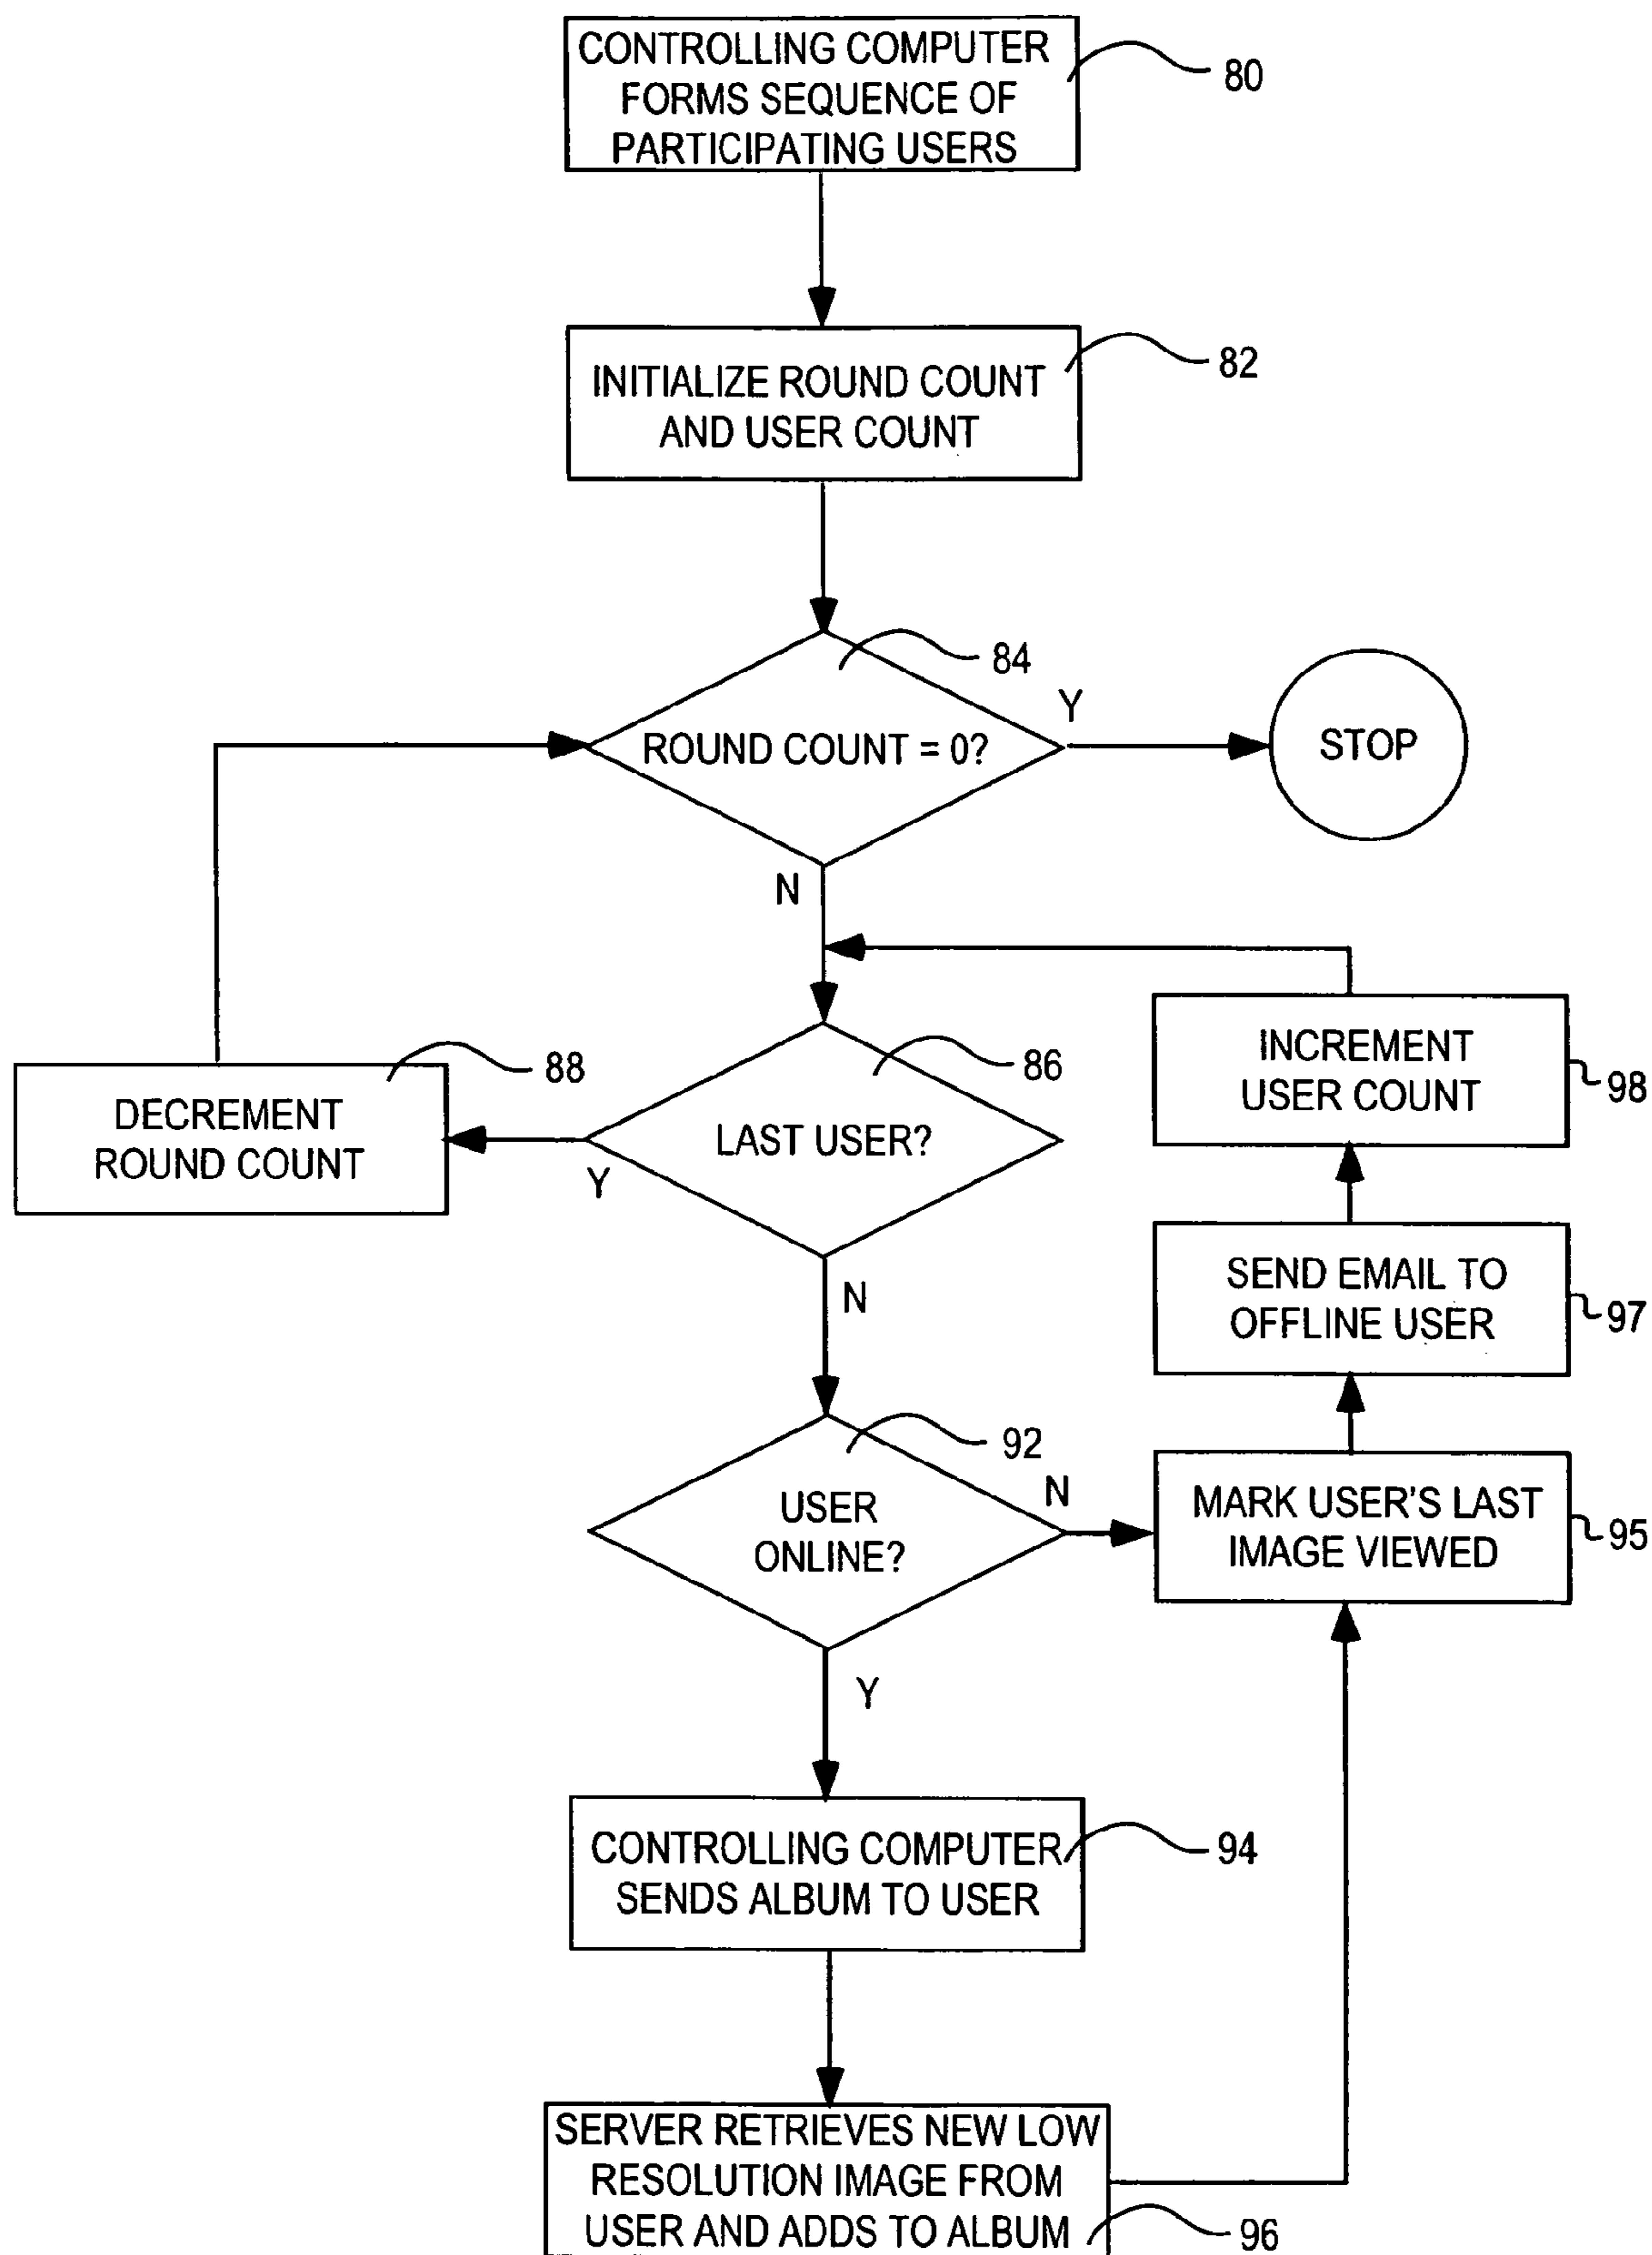 CONTROLLING COMPUTER
FORMS SEQUENCE OF
PARTICIPATING USERS
80
INITIALIZE ROUND COUNT
AND USER COUNT
82
84
ROUND COUNT = 0?
Y
STOP
N
86
LAST USER?
Y
88
DECREMENT
ROUND COUNT
INCREMENT
USER COUNT
98
N
SEND EMAIL TO
OFFLINE USER
97
92
USER
ONLINE?
N
MARK USER'S LAST
IMAGE VIEWED
95
Y
CONTROLLING COMPUTER
SENDS ALBUM TO USER
94
SERVER RETRIEVES NEW LOW
RESOLUTION IMAGE FROM
USER AND ADDS TO ALBUM
96